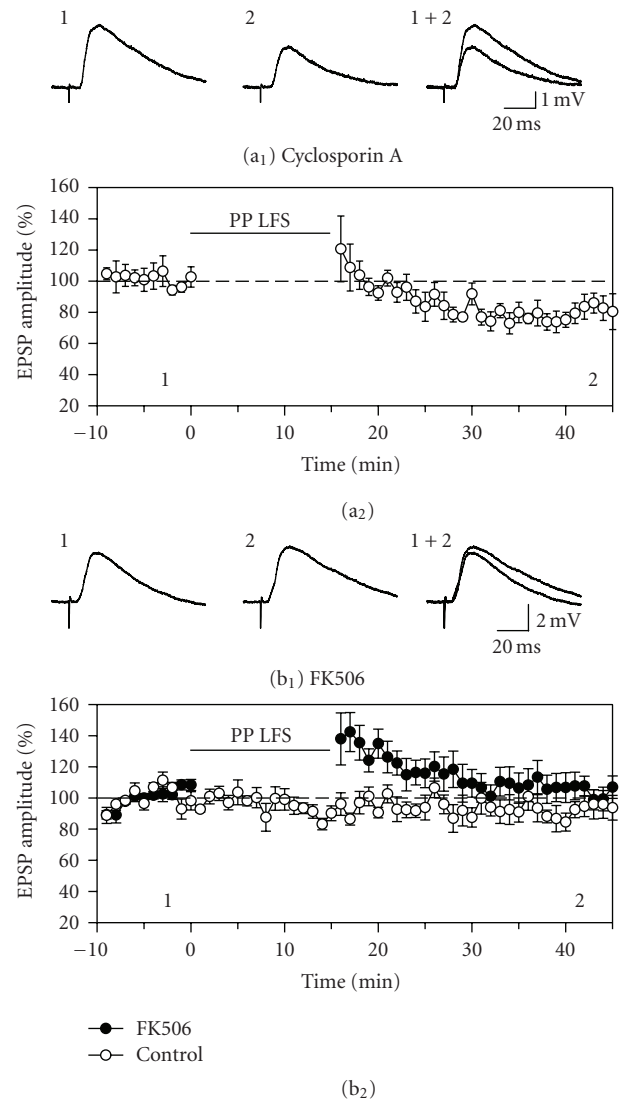 1 2 1 + 2
1 mV
20 ms
(a1) Cyclosporin A
160
140
120
100
80
60
40
20
EPSP amplitude (%)
PP LFS
1 2
−10 0 10 20 30 40
Time (min)
(a2)
1 2 1 + 2
2 mV
20 ms
(b1) FK506
160
140
120
100
80
60
40
20
EPSP amplitude (%)
PP LFS
1 2
−10 0 10 20 30 40
Time (min)
FK506
Control
(b2)